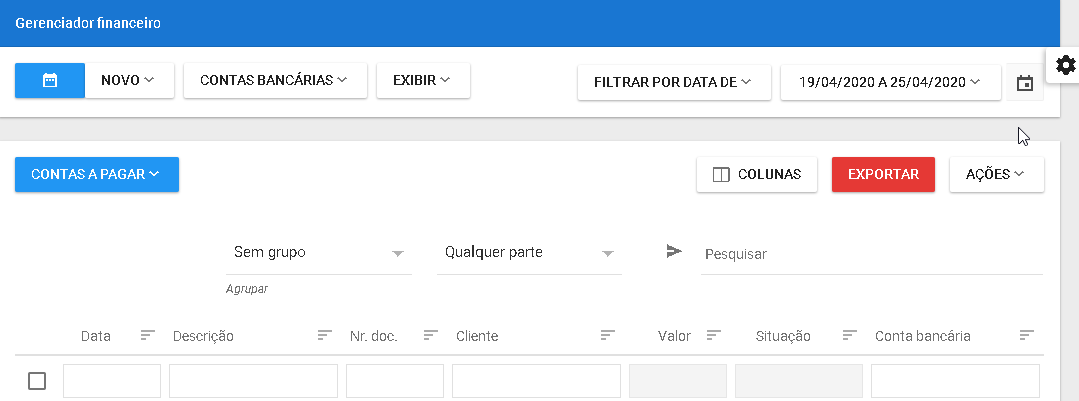 Gerenciador financeiro
NOVO CONTAS BANCÁRIAS EXIBIR FILTRAR POR DATA DE 19/04/2020 A 25/04/2020
CONTAS A PAGAR COLUNAS EXPORTAR AÇÕES
Sem grupo Qualquer parte Pesquisar
Agrupar
Data Descrição Nr. doc. Cliente Valor Situação Conta bancária